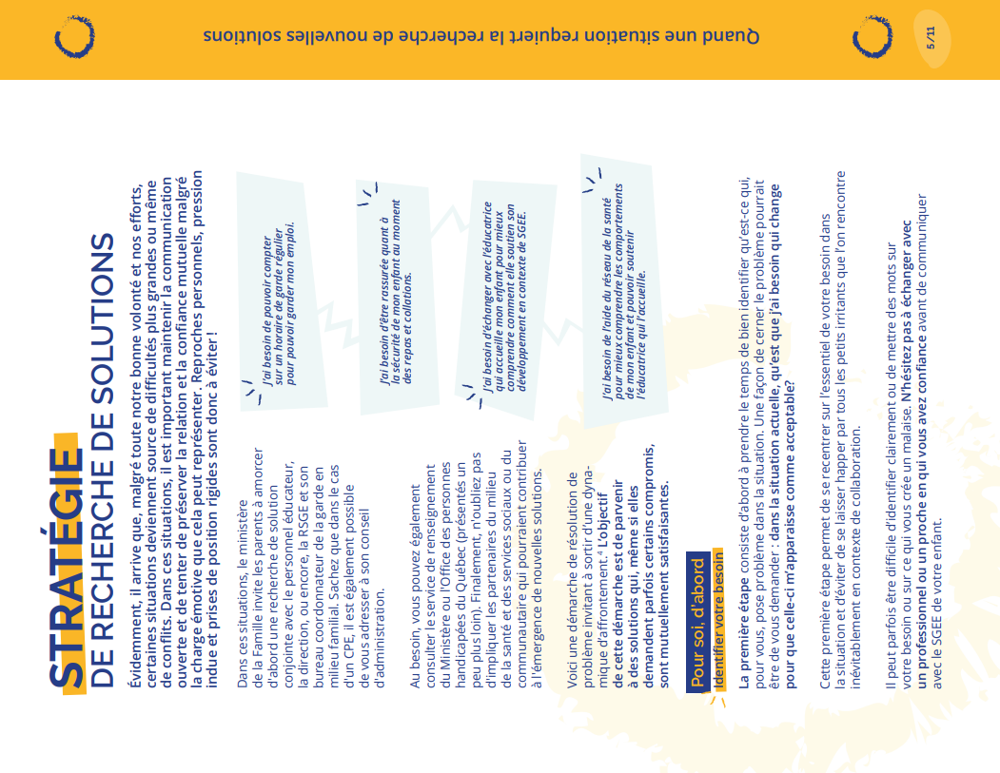 Quand une situation requient la recherche de nouvelles solutions
5/11
STRATÉGIE
DE RECHERCHE DE SOLUTIONS
Évidemment, il arrive que, malgré toute notre bonne volonté et nos efforts,
certaines situations deviennent source de difficultés plus grandes ou même
de conflits. Dans ces situations, il est important maintenir la communication
ouverte et de tenter de préserver la relation et la confiance mutuelle malgré
la charge émotive que cela peut représenter. Reproches personnels, pression
indue et prises de position rigides sont donc à éviter !
Dans ces situations, le ministère
de la Famille invite les parents à amorcer
d'abord une recherche de solution
conjointe avec le personnel éducateur,
la direction, ou encore, la RSGE et son
bureau coordonnateur de la garde en
milieu familial. Sachez que dans le cas
d'un CPE, il est également possible
de vous adresser à son conseil
d'administration.
Au besoin, vous pouvez également
consulter le service de renseignement
du Ministère ou l'Office des personnes
handicapées du Québec (présentés un
peu plus loin). Finalement, n'oubliez pas
d'impliquer les partenaires du milieu
de la santé et des services sociaux ou du
communautaire qui pourraient contribuer
à l'émergence de nouvelles solutions.
Voici une démarche de résolution de
problème invitant à sortir d'une dyna-
mique d'affrontement.⁴ L'objectif
de cette démarche est de parvenir
à des solutions qui, même si elles
demandent parfois certains compromis,
sont mutuellement satisfaisantes.
J'ai besoin de pouvoir compter
sur un horaire de garde régulier
pour pouvoir garder mon emploi.
J'ai besoin d'être rassurée quant à
la sécurité de mon enfant au moment
des repas et collations.
J'ai besoin d'échanger avec l'éducatrice
qui accueille mon enfant pour mieux
comprendre comment elle soutien son
développement en contexte de SGEE.
J'ai besoin de l'aide du réseau de la santé
pour mieux comprendre les comportements
de mon enfant et pouvoir soutenir
l'éducatrice qui l'accueille.
Pour soi, d'abord
Identifier votre besoin
La première étape consiste d'abord à prendre le temps de bien identifier qu'est-ce qui,
pour vous, pose problème dans la situation. Une façon de cerner le problème pourrait
être de vous demander : dans la situation actuelle, qu'est que j'ai besoin qui change
pour que celle-ci m'apparaisse comme acceptable?
Cette première étape permet de se recentrer sur l'essentiel de votre besoin dans
la situation et d'éviter de se laisser happer par tous les petits irritants que l'on rencontre
inévitablement en contexte de collaboration.
Il peut parfois être difficile d'identifier clairement ou de mettre des mots sur
votre besoin ou sur ce qui vous crée un malaise. N'hésitez pas à échanger avec
un professionnel ou un proche en qui vous avez confiance avant de communiquer
avec le SGEE de votre enfant.